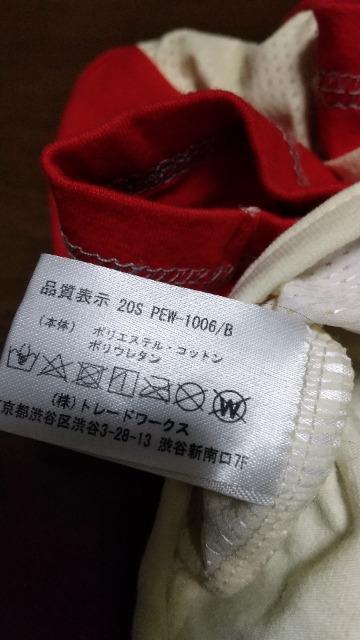 品質表示 20S PEW-1006/B
(本体) ポリエステル・コットン
ポリウレタン
W
(株)トレードワークス
京都渋谷区渋谷3-28-13 渋谷新南口7F